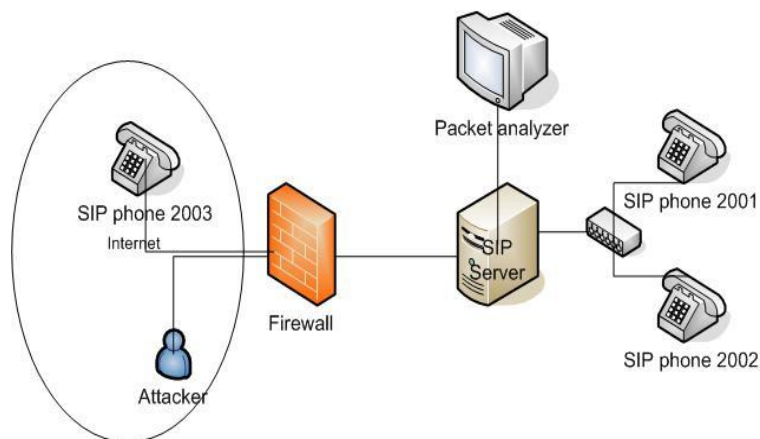 Packet analyzer
SIP phone 2003
Internet
SIP phone 2001
SIP
Server
Firewall
SIP phone 2002
Attacker